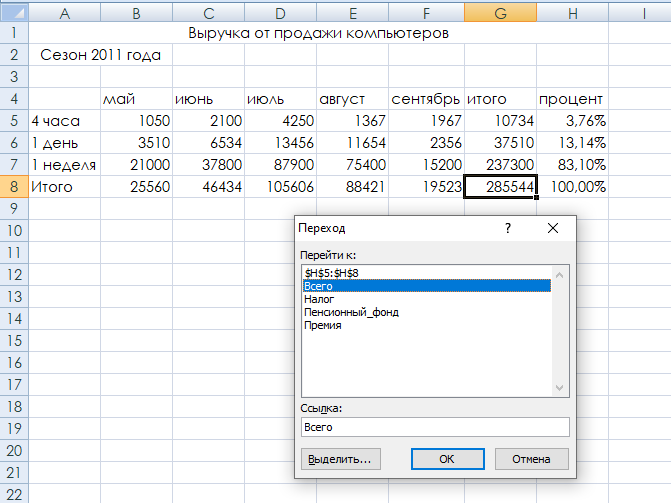 A B C D E F G H I
1 Выручка от продажи компьютеров
2 Сезон 2011 года
3
4 май июнь июль август сентябрь итого процент
5 4 часа 1050 2100 4250 1367 1967 10734 3,76%
6 1 день 3510 6534 13456 11654 2356 37510 13,14%
7 1 неделя 21000 37800 87900 75400 15200 237300 83,10%
8 Итого 25560 46434 105606 88421 19523 285544 100,00%
9
10
11
12
13
14
15
16
17
18
19
20
21
22
Переход ?
Перейти к:
$H$5:$H$8
Всего
Налог
Пенсионный_фонд
Премия
Ссылка:
Всего
Выделить... ОК Отмена